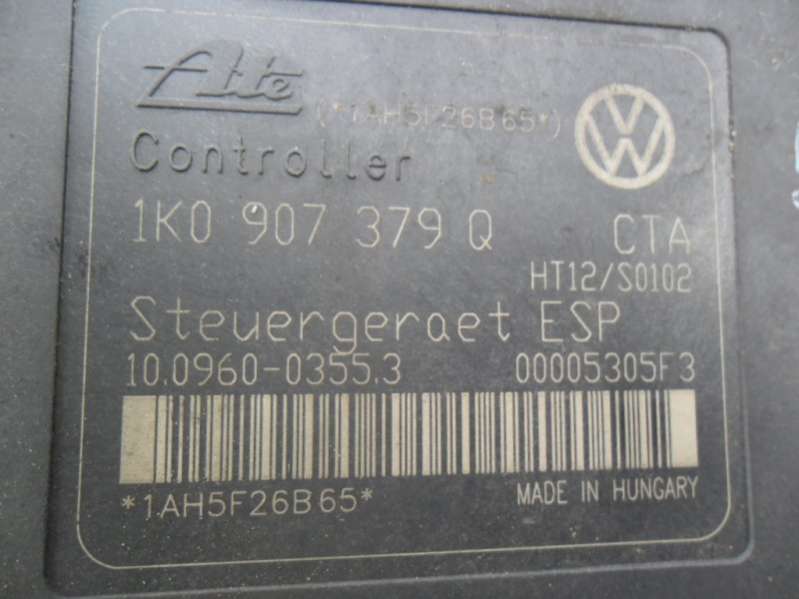 Ate
(*1AH5F26B65*)
Controller
1K0 907 379 Q CTA
HT12/S0102
Steuergeraet ESP
10.0960-0355.3 00005305F3
*1AH5F26B65* MADE IN HUNGARY